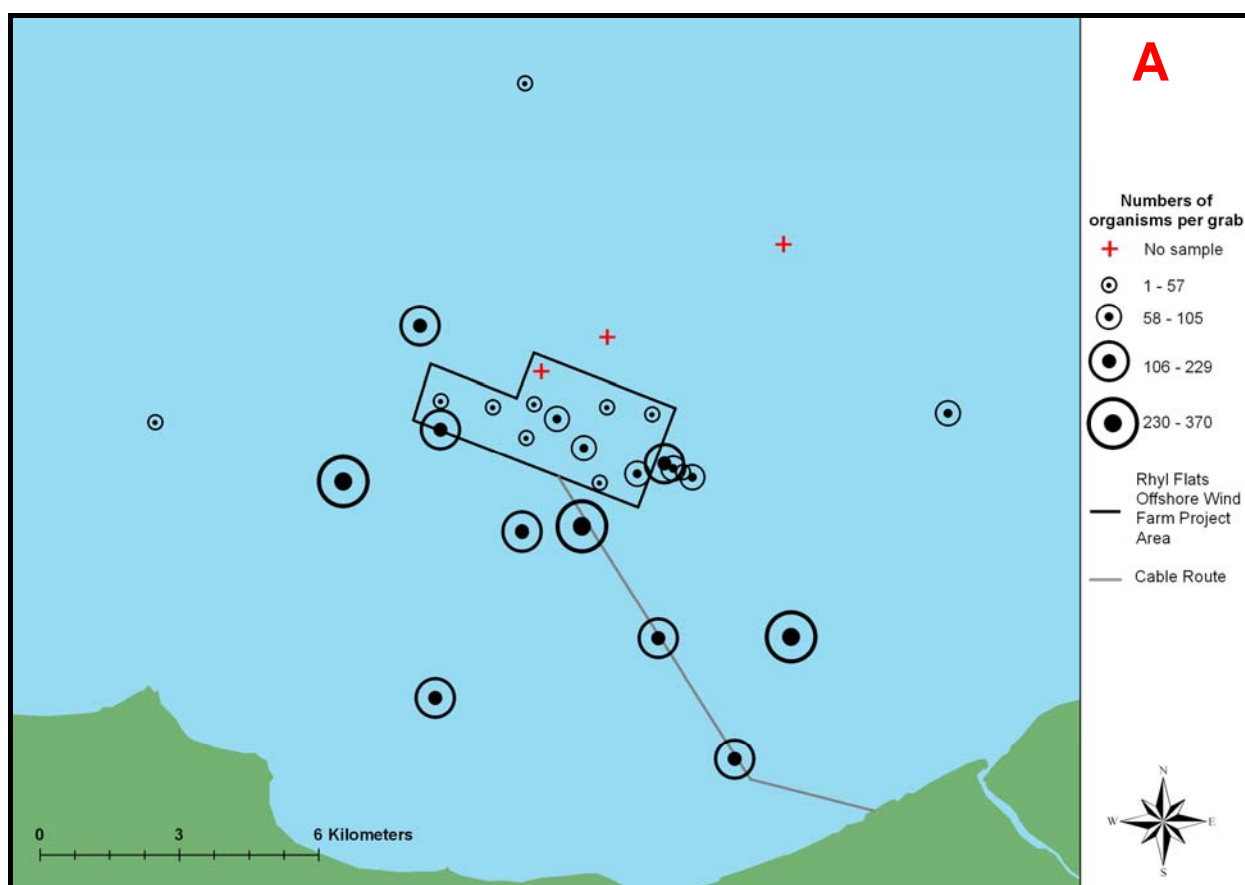 A
Numbers of
organisms per grab
No sample
1 - 57
58 - 105
106 - 229
230 - 370
Rhyl Flats
Offshore Wind
Farm Project
Area
Cable Route
N
W E
S
0 3 6 Kilometers